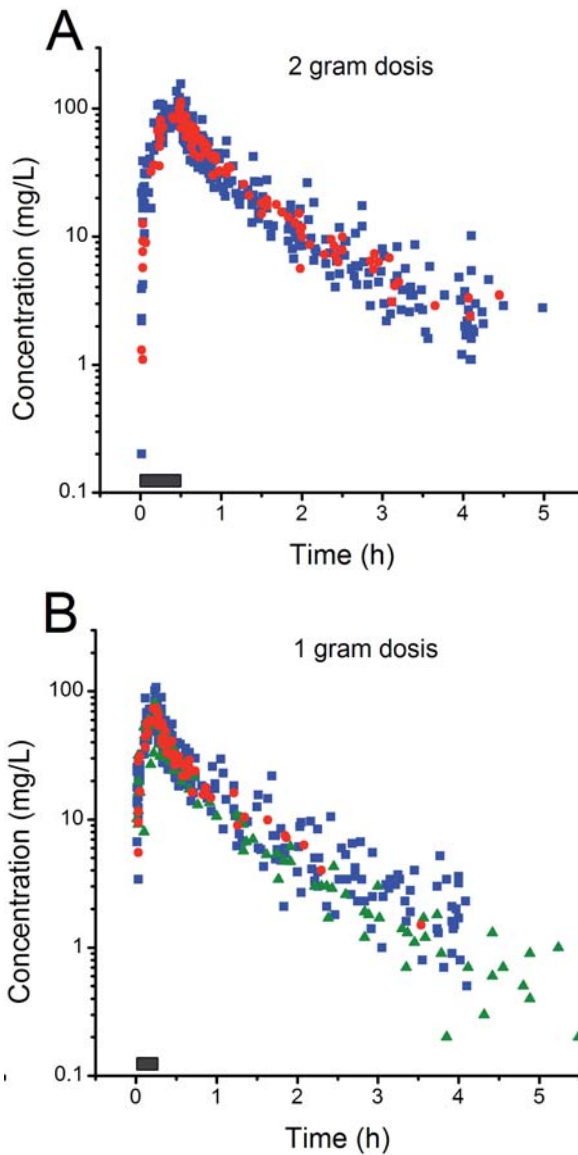 A
2 gram dosis
Concentration (mg/L)
100
10
1
0.1
0
1
2
3
4
5
Time (h)
B
1 gram dosis
Concentration (mg/L)
100
10
1
0.1
0
1
2
3
4
5
Time (h)